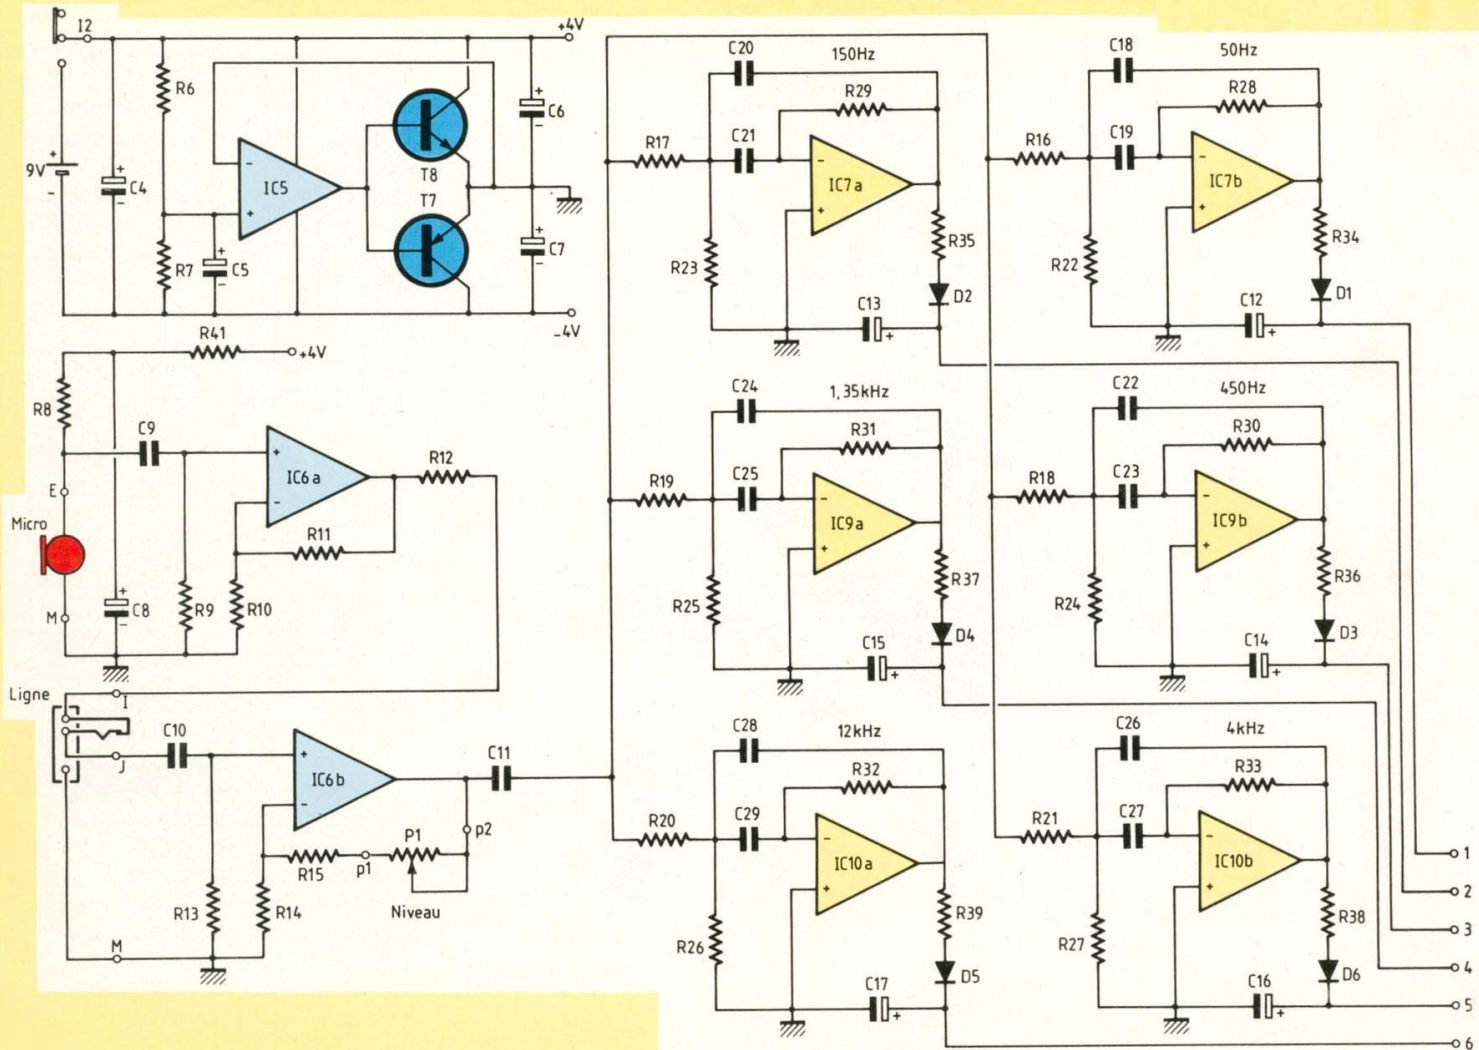 I2
+4V
R6
+
C6
-
9V
+
-
+
C4
-
-
IC5
+
T8
T7
R7
+
C5
-
+
C7
-
-4V
R41
+4V
R8
C9
+
IC6a
-
R12
E
Micro
R11
M
+
C8
-
R9
R10
Ligne
I
C10
J
+
IC6b
-
C11
P1
p2
R15
p1
Niveau
R13
R14
M
C20
150Hz
R29
R17
C21
-
IC7a
+
R23
R35
D2
C13
+
C18
50Hz
R28
R16
C19
-
IC7b
+
R22
R34
D1
C12
+
C24
1,35kHz
R31
R19
C25
-
IC9a
+
R25
R37
D4
C15
+
C22
450Hz
R30
R18
C23
-
IC9b
+
R24
R36
D3
C14
+
C28
12kHz
R32
R20
C29
-
IC10a
+
R26
R39
D5
C17
+
C26
4kHz
R33
R21
C27
-
IC10b
+
R27
R38
D6
C16
+
1
2
3
4
5
6